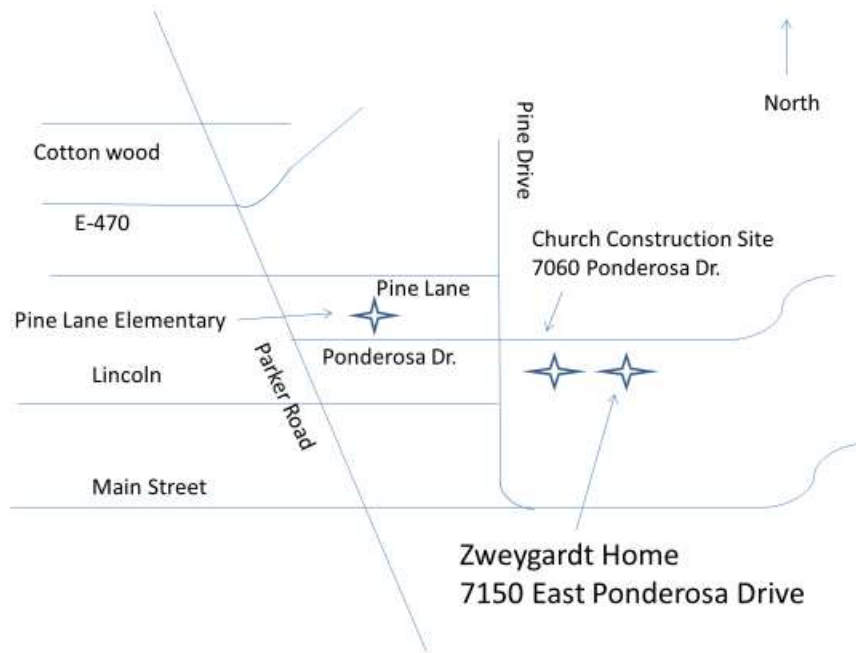 North
Pine Drive
Cotton wood
E-470
Church Construction Site
7060 Ponderosa Dr.
Pine Lane
Pine Lane Elementary
Ponderosa Dr.
Parker Road
Lincoln
Main Street
Zweygardt Home
7150 East Ponderosa Drive